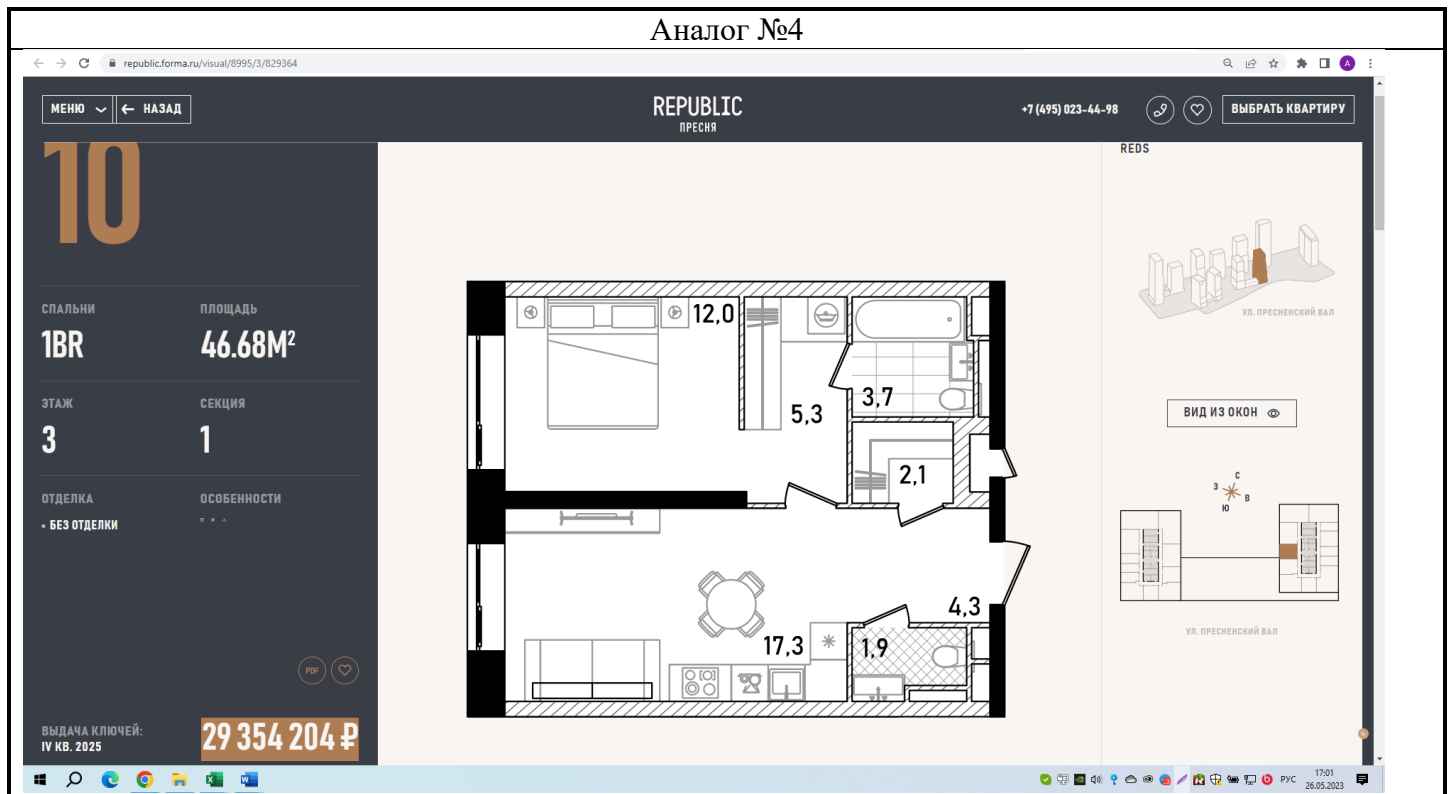 Аналог №4
republic.forma.ru/visual/8995/3/829364
A
МЕНЮ
← НАЗАД
REPUBLIC
ПРЕСНЯ
+7 (495) 023-44-98
ВЫБРАТЬ КВАРТИРУ
10
СПАЛЬНИ
ПЛОЩАДЬ
1BR
46.68М²
ЭТАЖ
СЕКЦИЯ
3
1
ОТДЕЛКА
ОСОБЕННОСТИ
• БЕЗ ОТДЕЛКИ
PDF
ВЫДАЧА КЛЮЧЕЙ:
IV КВ. 2025
29 354 204 ₽
12,0
5,3
3,7
2,1
4,3
17,3
1,9
REDS
УЛ. ПРЕСНЕНСКИЙ ВАЛ
ВИД ИЗ ОКОН
С
З
В
Ю
УЛ. ПРЕСНЕНСКИЙ ВАЛ
РУС
17:01
26.05.2023